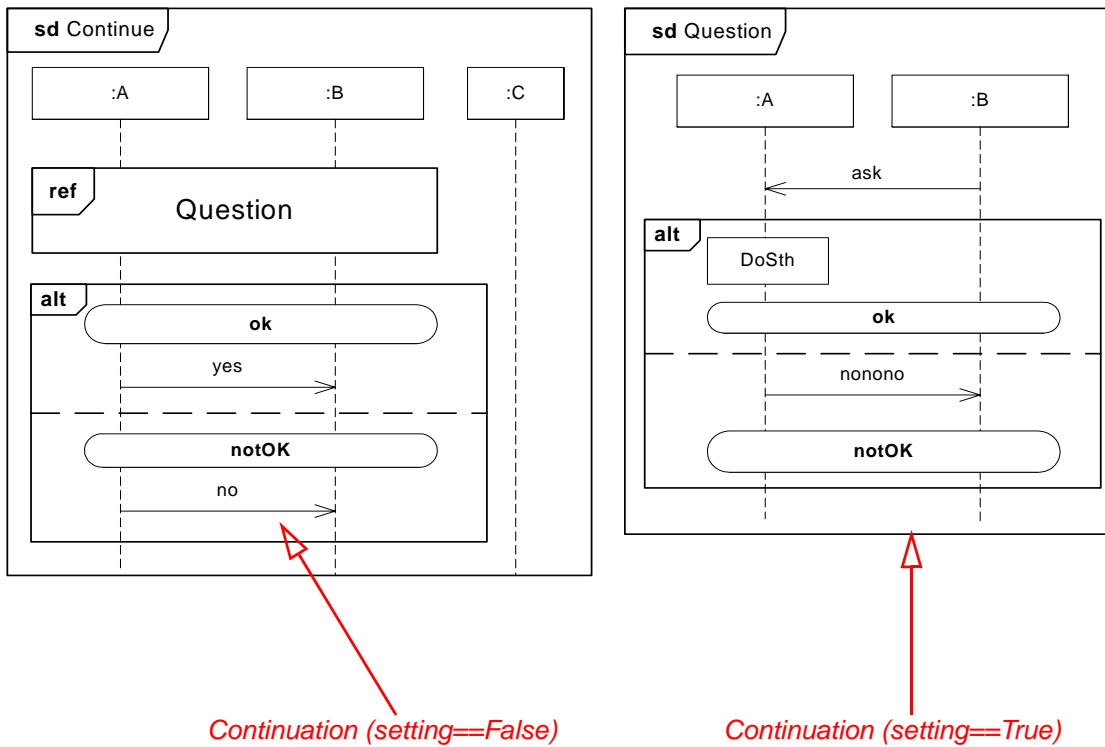 sd Continue
:A
:B
:C
ref
Question
alt
ok
yes
notOK
no
Continuation (setting==False)
sd Question
:A
:B
ask
alt
DoSth
ok
nonono
notOK
Continuation (setting==True)